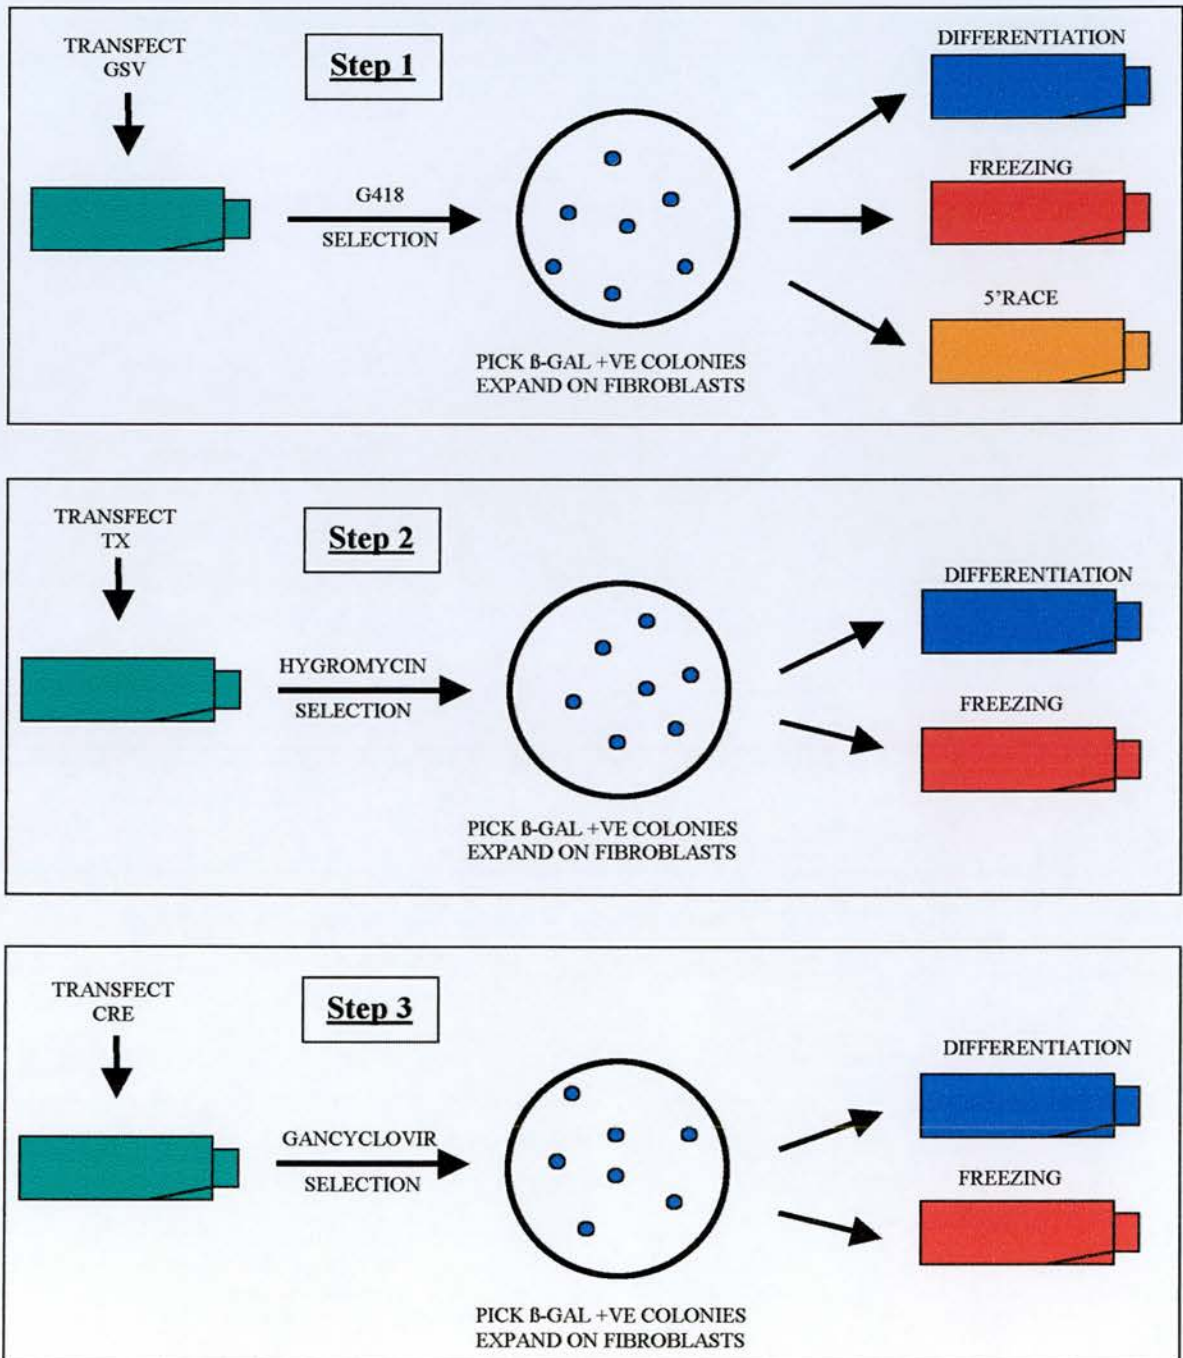 TRANSFECT
GSV
Step 1
G418
SELECTION
PICK ß-GAL +VE COLONIES
EXPAND ON FIBROBLASTS
DIFFERENTIATION
FREEZING
5'RACE
TRANSFECT
TX
Step 2
HYGROMYCIN
SELECTION
PICK ß-GAL +VE COLONIES
EXPAND ON FIBROBLASTS
DIFFERENTIATION
FREEZING
TRANSFECT
CRE
Step 3
GANCYCLOVIR
SELECTION
PICK ß-GAL +VE COLONIES
EXPAND ON FIBROBLASTS
DIFFERENTIATION
FREEZING